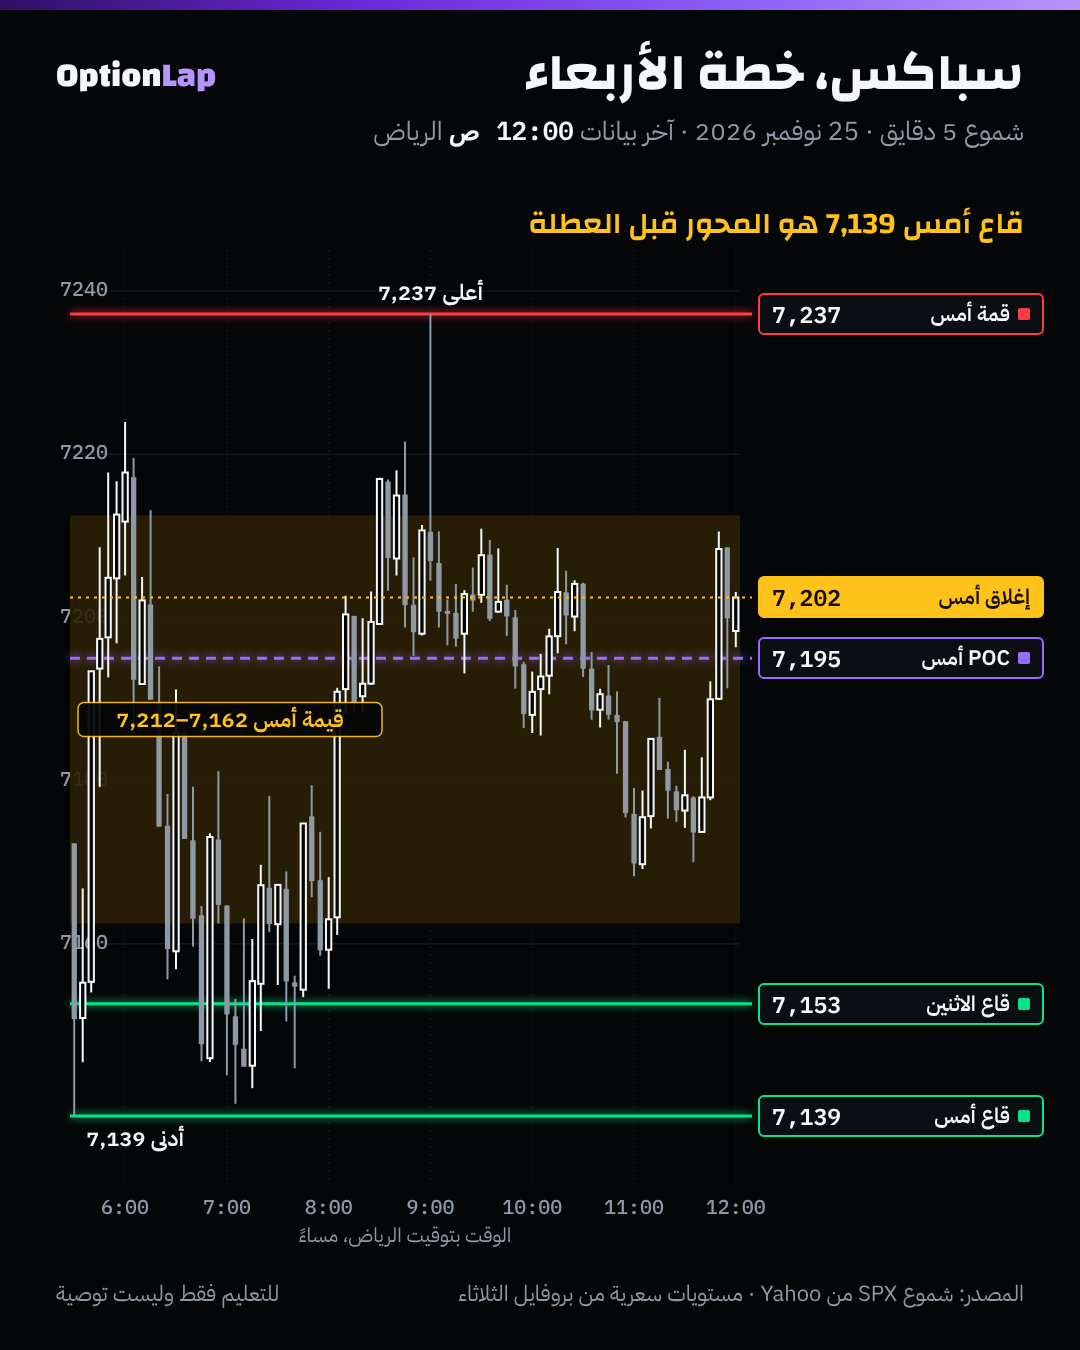 سباكس، خطة الأربعاء
OptionLap
شموع 5 دقايق · 25 نوفمبر 2026 · آخر بيانات 12:00 ص الرياض
قاع أمس 7,139 هو المحور قبل العطلة
7240
أعلى 7,237
قمة أمس 7,237
7220
7200
إغلاق أمس 7,202
POC أمس 7,195
قيمة أمس 7,162–7,212
7180
7160
قاع الاثنين 7,153
قاع أمس 7,139
أدنى 7,139
6:00 7:00 8:00 9:00 10:00 11:00 12:00
الوقت بتوقيت الرياض، مساءً
المصدر: شموع SPX من Yahoo · مستويات سعرية من بروفايل الثلاثاء
للتعليم فقط وليست توصية